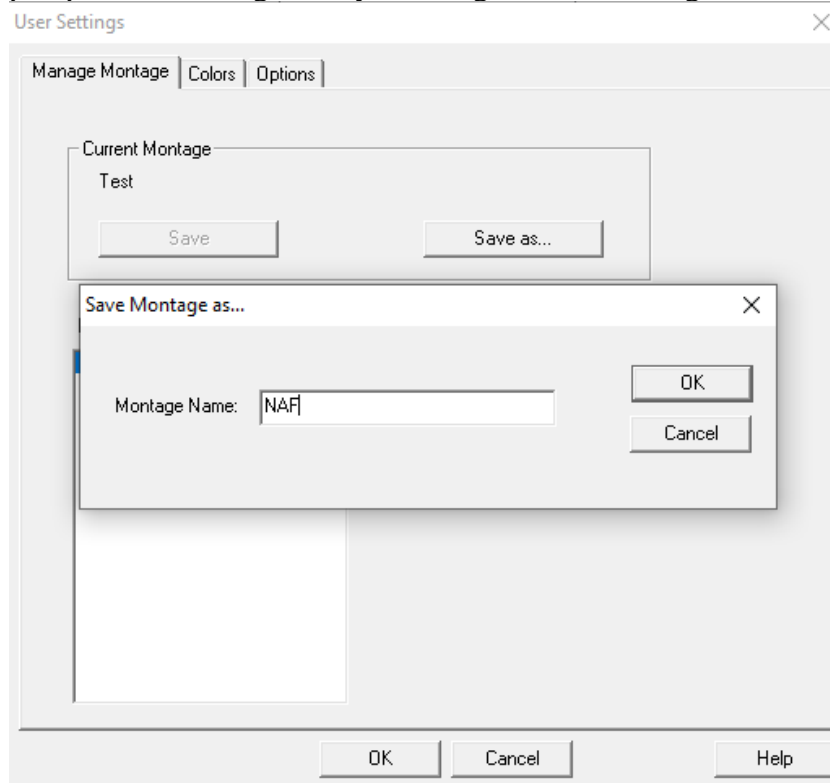 User Settings
Manage Montage Colors Options
Current Montage
Test
Save Save as...
Save Montage as...
OK
Montage Name: NAF
Cancel
OK Cancel Help